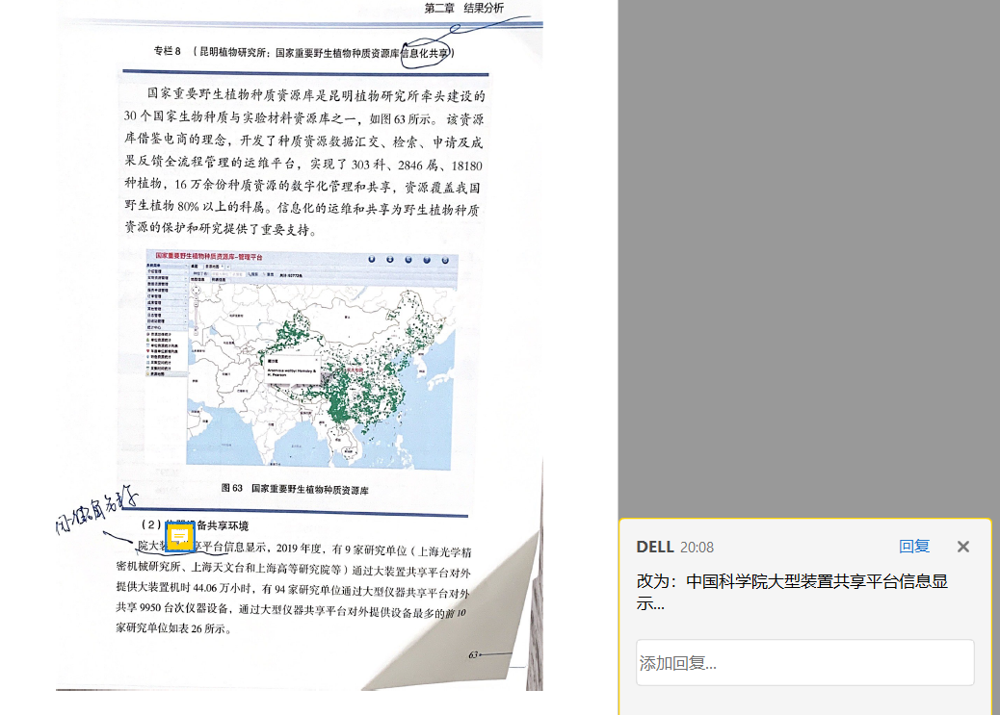 第二章 结果分析
专栏 8 （昆明植物研究所：国家重要野生植物种质资源库信息化共享）
国家重要野生植物种质资源库是昆明植物研究所牵头建设的
30 个国家生物种质与实验材料资源库之一，如图 63 所示。 该资源
库借鉴电商的理念，开发了种质资源数据汇交、检索、申请及成
果反馈全流程管理的运维平台，实现了 303 科、2846 属、18180
种植物，16 万余份种质资源的数字化管理和共享，资源覆盖我国
野生植物 80% 以上的科属。信息化的运维和共享为野生植物种质
资源的保护和研究提供了重要支持。
国家重要野生植物种质资源库-管理平台
图 63 国家重要野生植物种质资源库
（2）设备共享环境
院大装享平台信息显示，2019 年度，有 9 家研究单位（上海光学精
密机械研究所、上海天文台和上海高等研究院等）通过大装置共享平台对外
提供大装置机时 44.06 万小时，有 94 家研究单位通过大型仪器共享平台对外
共享 9950 台次仪器设备，通过大型仪器共享平台对外提供设备最多的前 10
家研究单位如表 26 所示。
63
DELL 20:08 回复
改为：中国科学院大型装置共享平台信息显
示...
添加回复...